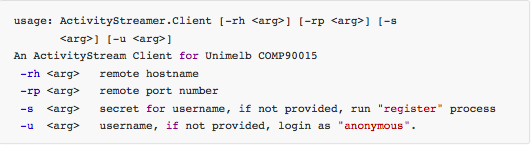 usage: ActivityStreamer.Client [-rh <arg>] [-rp <arg>] [-s
<arg>] [-u <arg>]
An ActivityStream Client for Unimelb COMP90015
-rh <arg> remote hostname
-rp <arg> remote port number
-s <arg> secret for username, if not provided, run "register" process
-u <arg> username, if not provided, login as "anonymous".